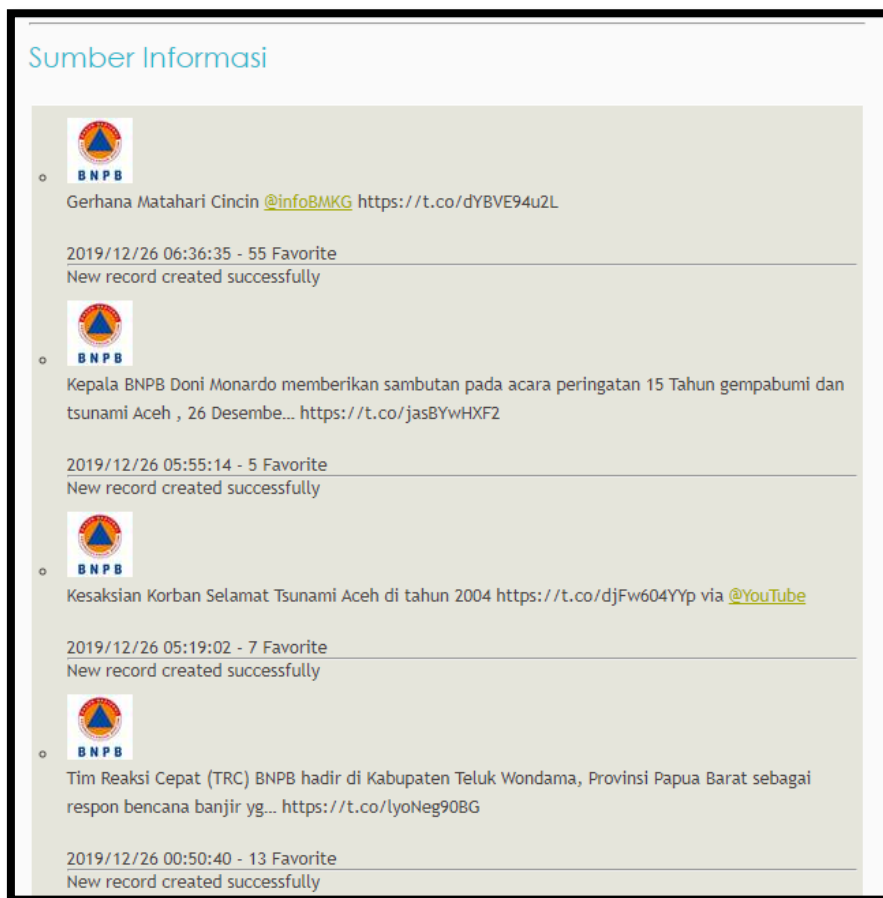 Sumber Informasi
BNPB
Gerhana Matahari Cincin @infoBMKG https://t.co/dYBVE94u2L
2019/12/26 06:36:35 - 55 Favorite
New record created successfully
BNPB
Kepala BNPB Doni Monardo memberikan sambutan pada acara peringatan 15 Tahun gempabumi dan
tsunami Aceh , 26 Desembe... https://t.co/jasBYwHXF2
2019/12/26 05:55:14 - 5 Favorite
New record created successfully
BNPB
Kesaksian Korban Selamat Tsunami Aceh di tahun 2004 https://t.co/djFw604YYp via @YouTube
2019/12/26 05:19:02 - 7 Favorite
New record created successfully
BNPB
Tim Reaksi Cepat (TRC) BNPB hadir di Kabupaten Teluk Wondama, Provinsi Papua Barat sebagai
respon bencana banjir yg... https://t.co/lyoNeg90BG
2019/12/26 00:50:40 - 13 Favorite
New record created successfully